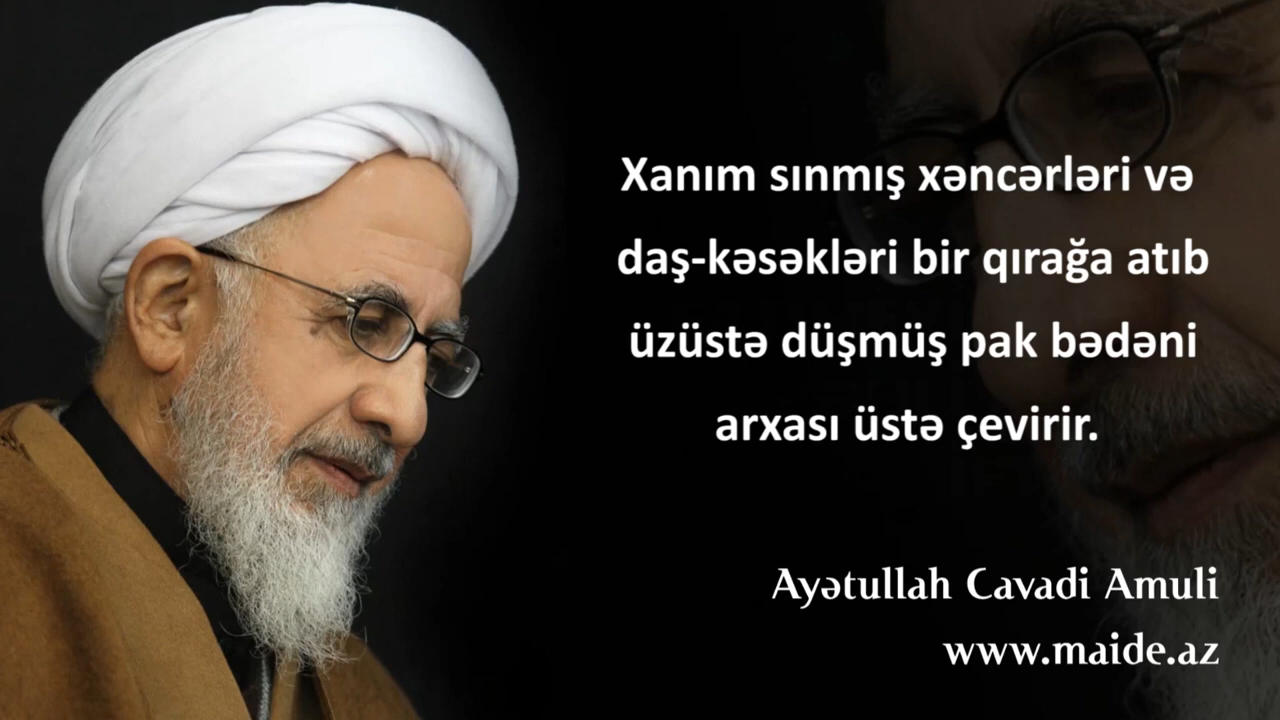 Xanım sınmış xəncərləri və
daş-kəsəkləri bir qırağa atıb
üzüstə düşmüş pak bədəni
arxası üstə çevirir.
Ayətullah Cavadi Amuli
www.maide.az